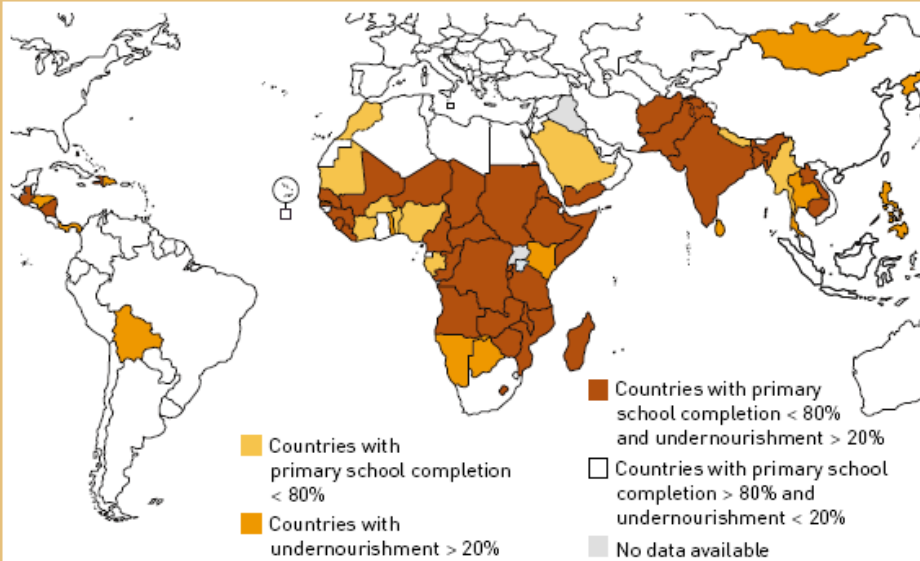 Countries with
primary school completion
< 80%
Countries with
undernourishment > 20%
Countries with primary
school completion < 80%
and undernourishment > 20%
Countries with primary school
completion > 80% and
undernourishment < 20%
No data available